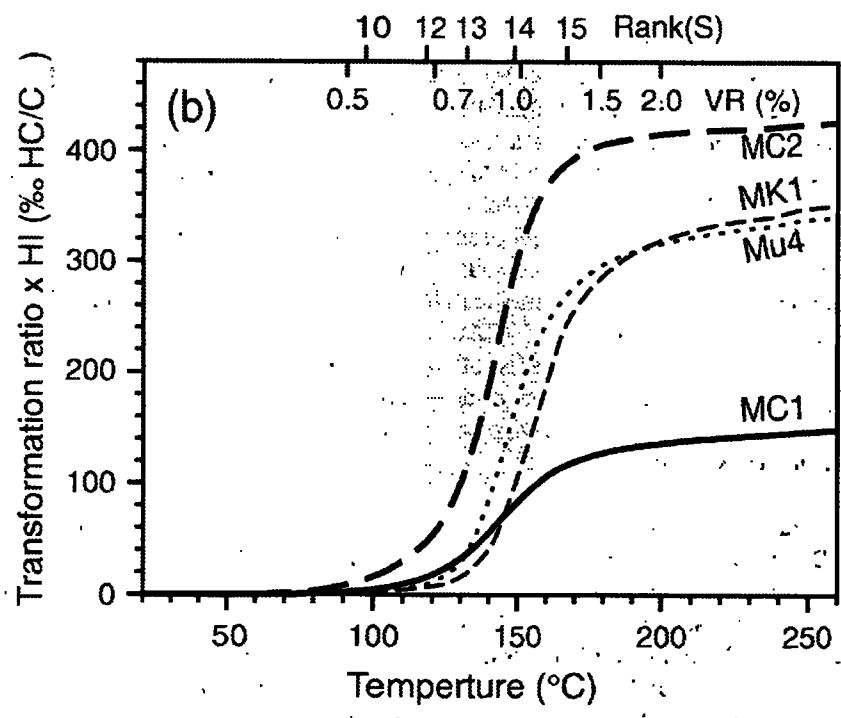 10 12 13 14 15 Rank(S)
0.5 0.7 1.0 1.5 2.0 VR (%)
(b)
Transformation ratio x HI (‰ HC/C )
400
300
200
100
0
MC2
MK1
Mu4
MC1
50 100 150 200 250
Temperture (°C)